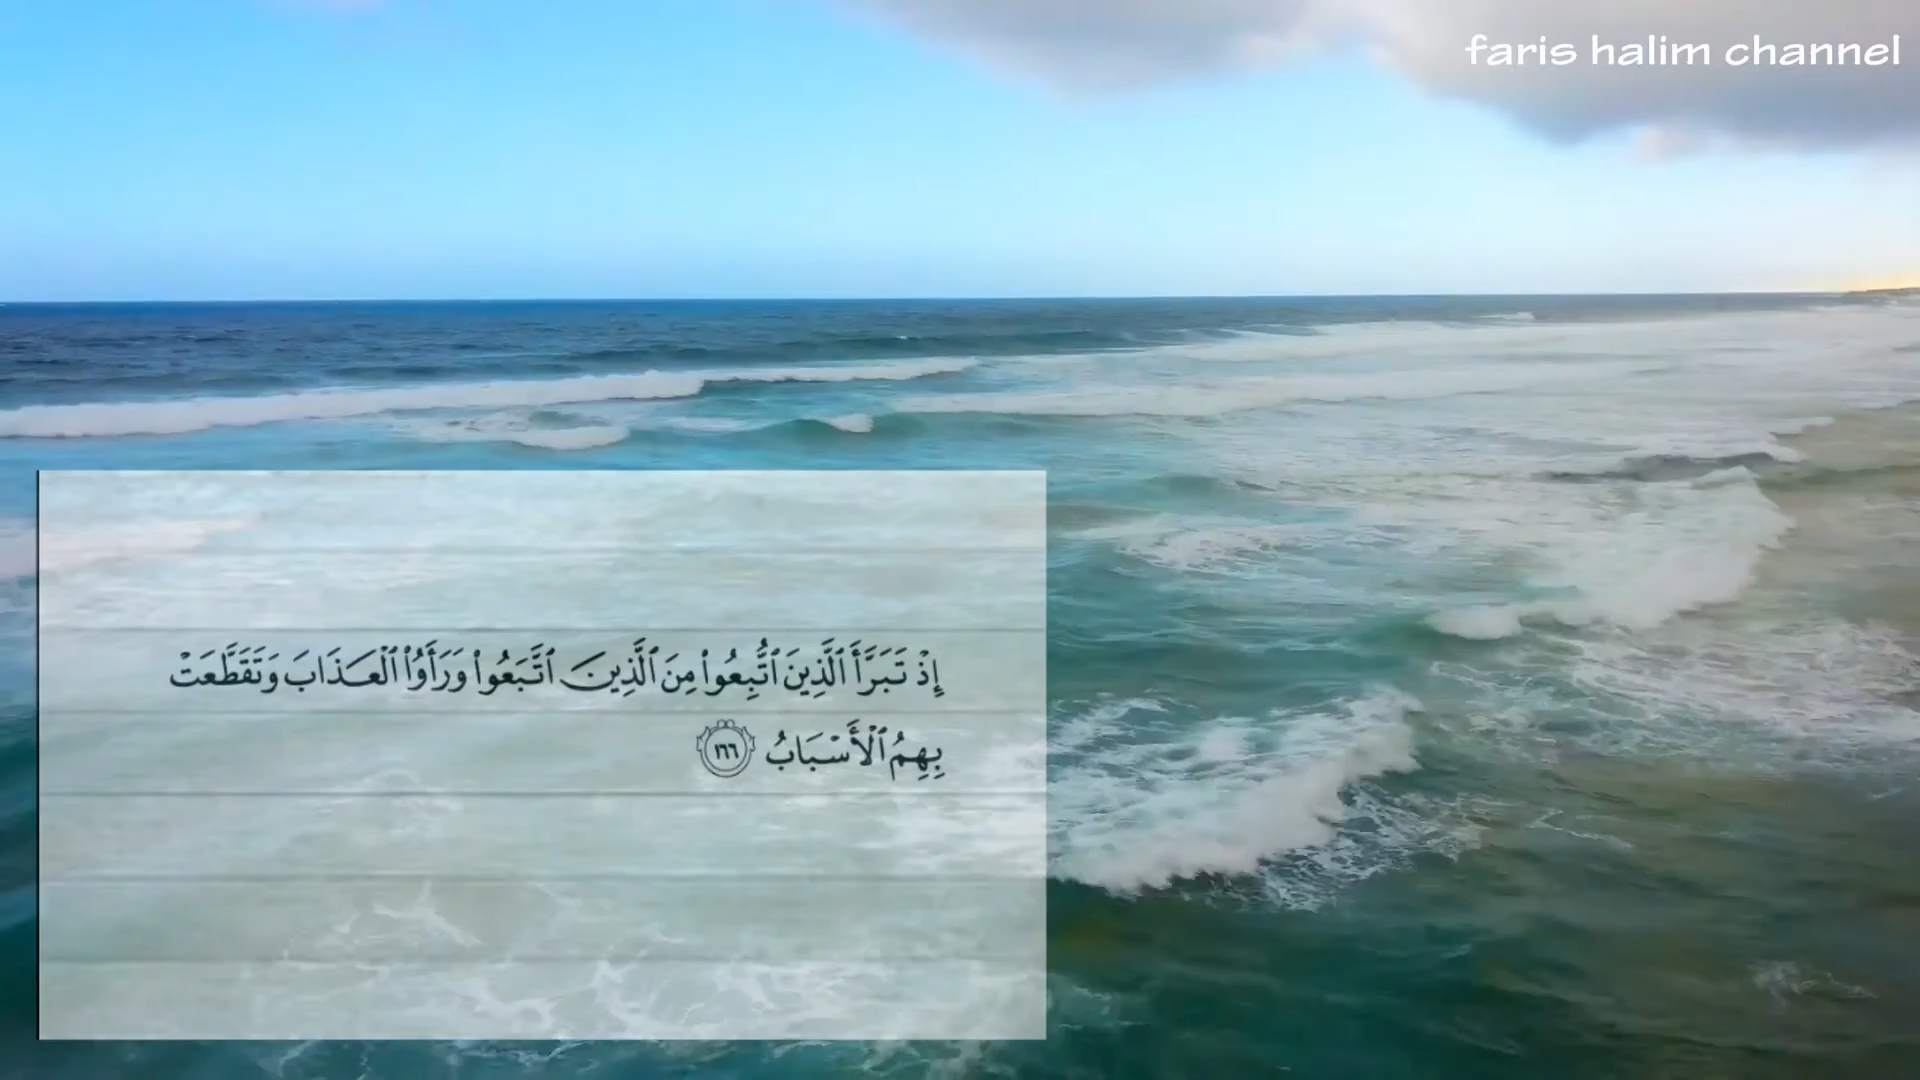 faris halim channel
إِذْ تَبَرَّأَ ٱلَّذِينَ ٱتُّبِعُوا۟ مِنَ ٱلَّذِينَ ٱتَّبَعُوا۟ وَرَأَوُا۟ ٱلْعَذَابَ وَتَقَطَّعَتْ
بِهِمُ ٱلْأَسْبَابُ ١٦٦